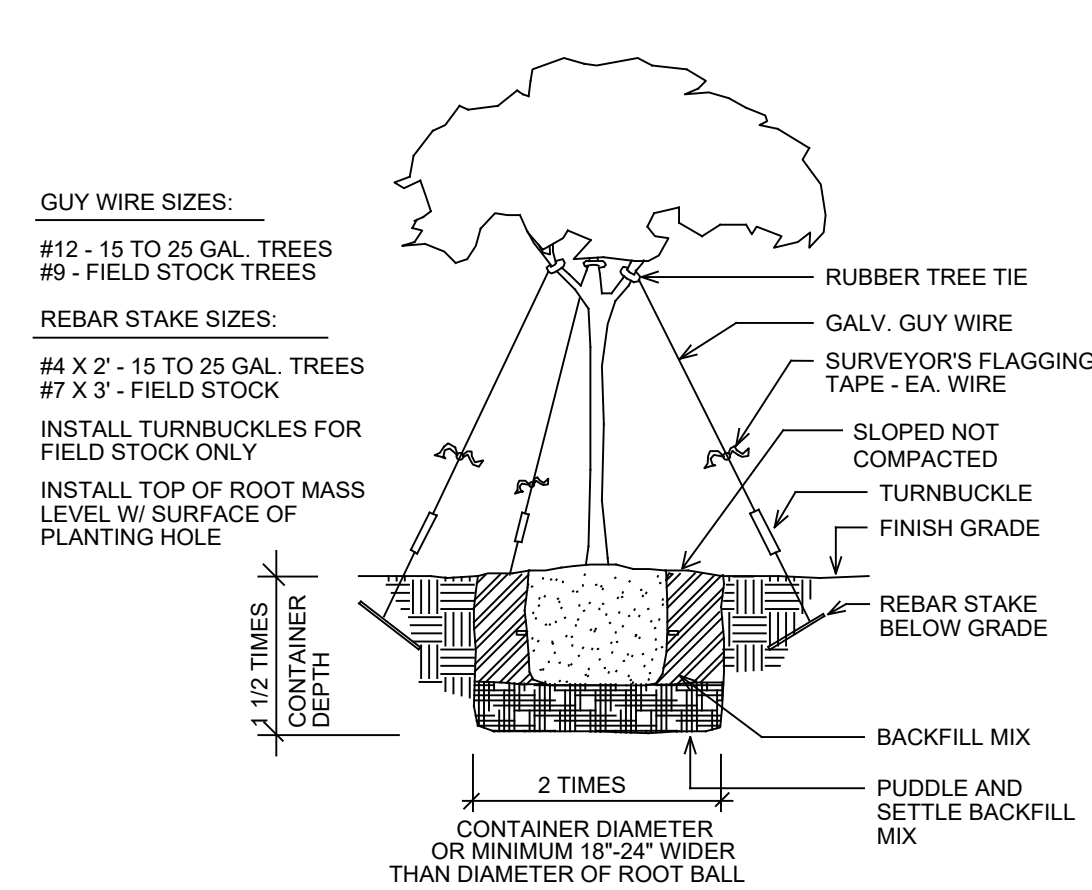 GUY WIRE SIZES:
#12 - 15 TO 25 GAL. TREES
#9 - FIELD STOCK TREES
REBAR STAKE SIZES:
#4 X 2' - 15 TO 25 GAL. TREES
#7 X 3' - FIELD STOCK
INSTALL TURNBUCKLES FOR
FIELD STOCK ONLY
INSTALL TOP OF ROOT MASS
LEVEL W/ SURFACE OF
PLANTING HOLE
RUBBER TREE TIE
GALV. GUY WIRE
SURVEYOR'S FLAGGING
TAPE - EA. WIRE
SLOPED NOT
COMPACTED
TURNBUCKLE
FINISH GRADE
REBAR STAKE
BELOW GRADE
BACKFILL MIX
PUDDLE AND
SETTLE BACKFILL
MIX
1 1/2 TIMES
CONTAINER
DEPTH
2 TIMES
CONTAINER DIAMETER
OR MINIMUM 18"-24" WIDER
THAN DIAMETER OF ROOT BALL